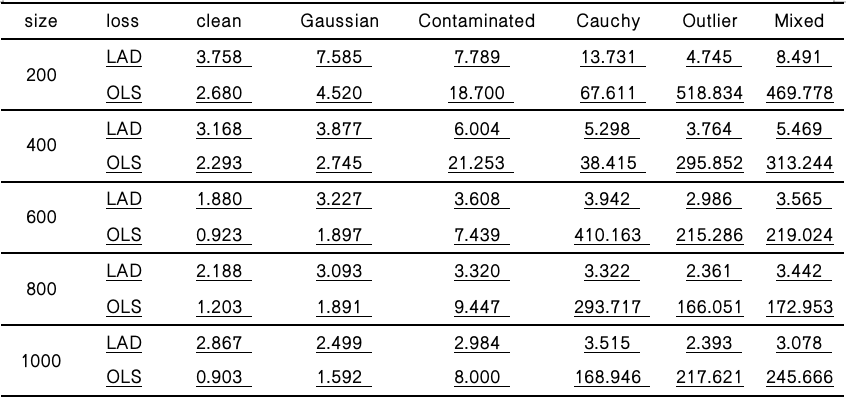 size loss clean Gaussian Contaminated Cauchy Outlier Mixed
200 LAD 3.758 7.585 7.789 13.731 4.745 8.491
OLS 2.680 4.520 18.700 67.611 518.834 469.778
400 LAD 3.168 3.877 6.004 5.298 3.764 5.469
OLS 2.293 2.745 21.253 38.415 295.852 313.244
600 LAD 1.880 3.227 3.608 3.942 2.986 3.565
OLS 0.923 1.897 7.439 410.163 215.286 219.024
800 LAD 2.188 3.093 3.320 3.322 2.361 3.442
OLS 1.203 1.891 9.447 293.717 166.051 172.953
1000 LAD 2.867 2.499 2.984 3.515 2.393 3.078
OLS 0.903 1.592 8.000 168.946 217.621 245.666